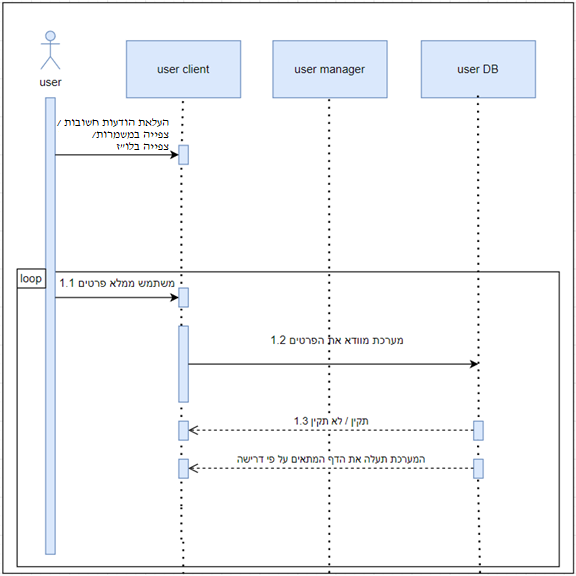 user
user client
user manager
user DB
העלאת הודעות חשובות /
צפייה במשמרות/
צפייה בלו"ז
loop
1.1 משתמש ממלא פרטים
1.2 מערכת מוודא את הפרטים
1.3 תקין / לא תקין
המערכת תעלה את הדף המתאים על פי דרישה